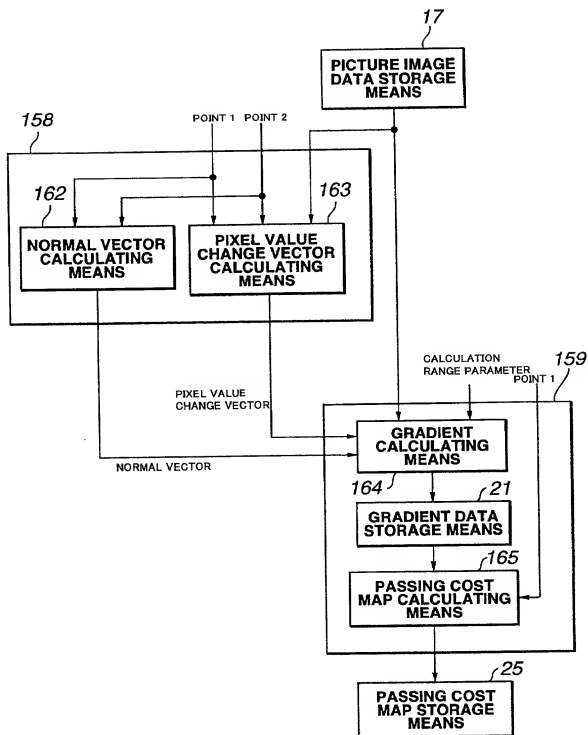 17
PICTURE IMAGE
DATA STORAGE
MEANS
158
POINT 1 POINT 2
162
163
NORMAL VECTOR
CALCULATING
MEANS
PIXEL VALUE
CHANGE VECTOR
CALCULATING
MEANS
CALCULATION
RANGE PARAMETER
POINT 1
159
PIXEL VALUE
CHANGE VECTOR
NORMAL VECTOR
GRADIENT
CALCULATING
MEANS
164
21
GRADIENT DATA
STORAGE MEANS
165
PASSING COST
MAP CALCULATING
MEANS
25
PASSING COST
MAP STORAGE
MEANS